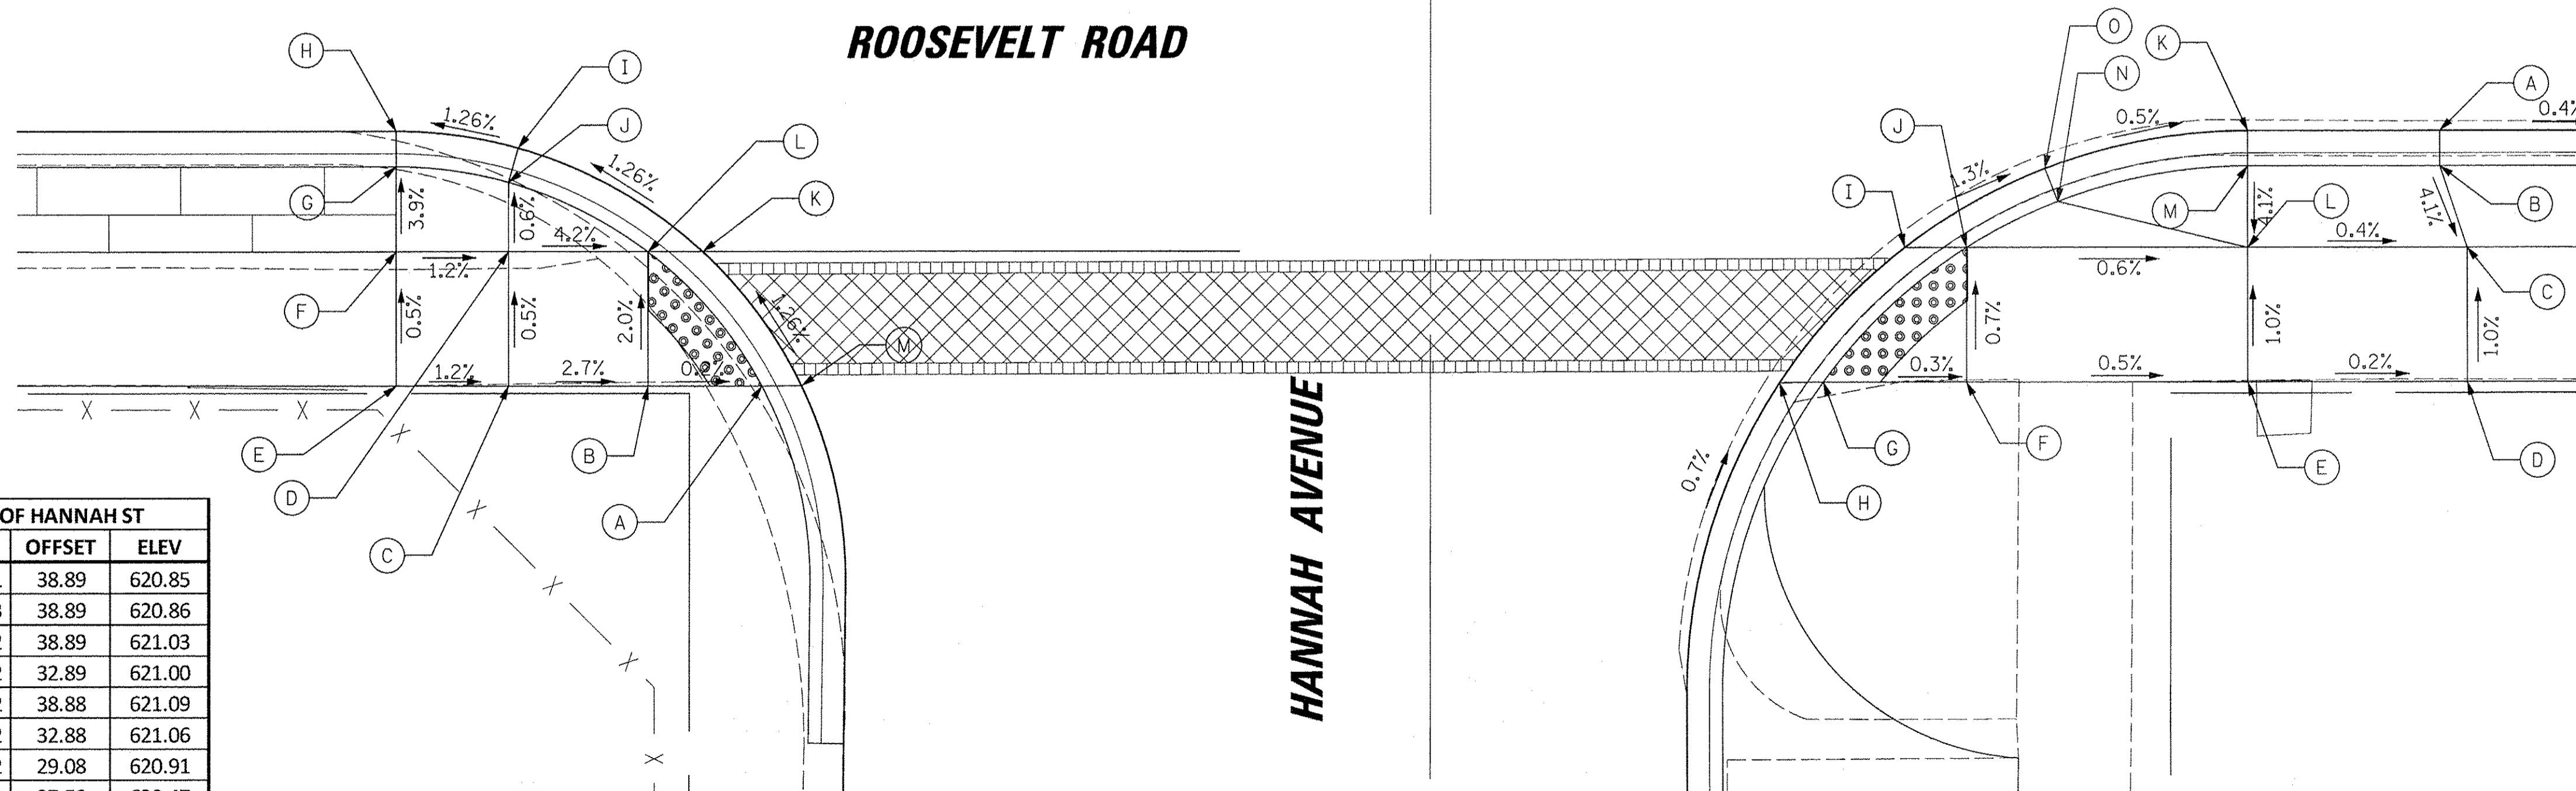 ROOSEVELT ROAD
HANNAH AVENUE
H
I
J
L
K
G
F
E
D
C
B
A
M
1.26%
1.26%
1.26%
3.9%
0.6%
4.2%
1.2%
0.5%
0.5%
2.0%
1.2%
2.7%
X X X
X
X
X
X
X
O
K
N
A
J
I
M
L
B
C
H
G
F
E
D
0.5%
0.4%
1.3%
4.1%
4.1%
0.4%
0.6%
0.7%
1.0%
1.0%
0.3%
0.5%
0.2%
0.7%
OF HANNAH ST
OFFSET ELEV
38.89 620.85
38.89 620.86
38.89 621.03
32.89 621.00
38.88 621.09
32.88 621.06
29.08 620.91